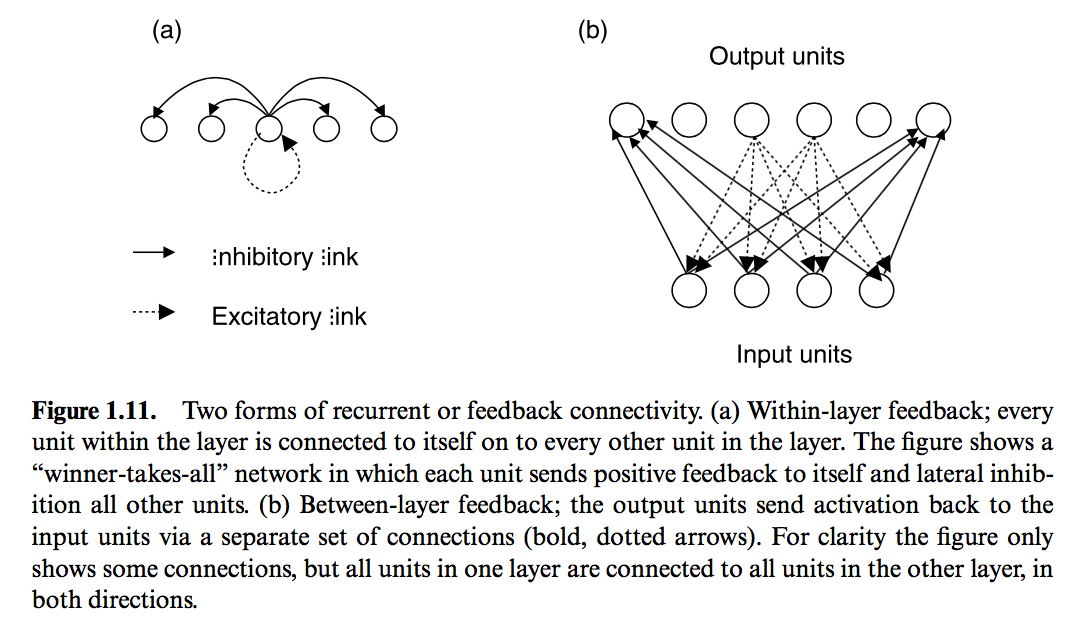 (a)
(b)
Output units
Inhibitory link
Excitatory link
Input units
Figure 1.11. Two forms of recurrent or feedback connectivity. (a) Within-layer feedback; every
unit within the layer is connected to itself on to every other unit in the layer. The figure shows a
“winner-takes-all” network in which each unit sends positive feedback to itself and lateral inhib-
ition all other units. (b) Between-layer feedback; the output units send activation back to the
input units via a separate set of connections (bold, dotted arrows). For clarity the figure only
shows some connections, but all units in one layer are connected to all units in the other layer, in
both directions.